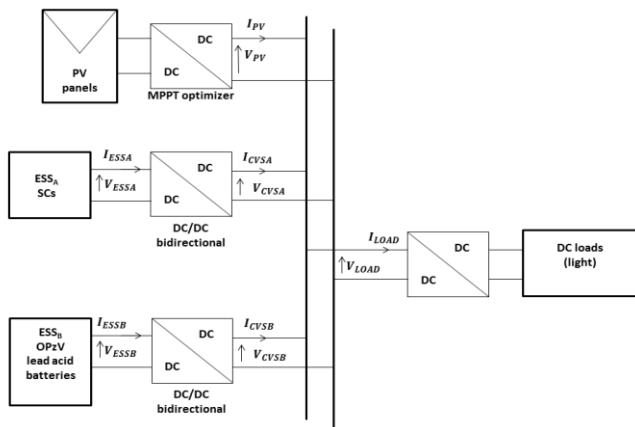 DC
DC
PV
panels
MPPT optimizer
I_PV
V_PV
I_ESSA
ESS_A
SCs
V_ESSA
DC
DC
DC/DC
bidirectional
I_CVSA
V_CVSA
I_LOAD
V_LOAD
DC
DC
DC loads
(light)
I_ESSB
ESS_B
OPzV
lead acid
batteries
V_ESSB
DC
DC
DC/DC
bidirectional
I_CVSB
V_CVSB